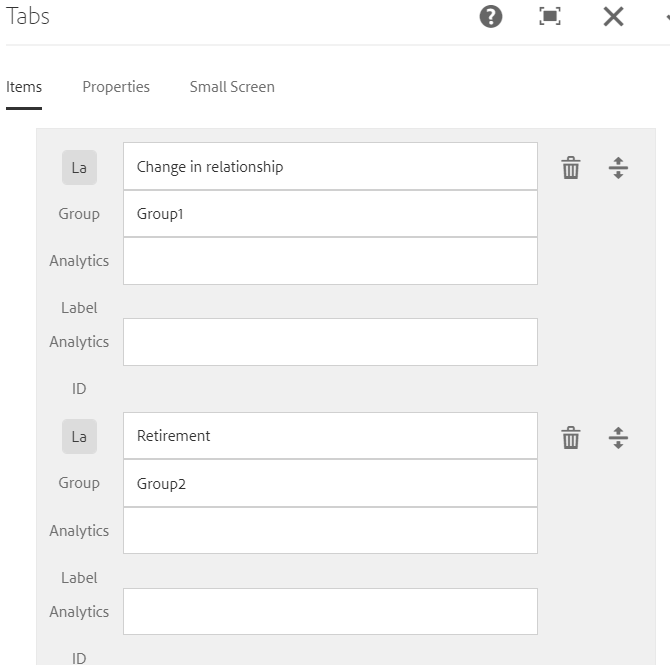 Tabs
Items Properties Small Screen
La Change in relationship
Group Group1
Analytics
Label
Analytics
ID
La Retirement
Group Group2
Analytics
Label
Analytics
ID